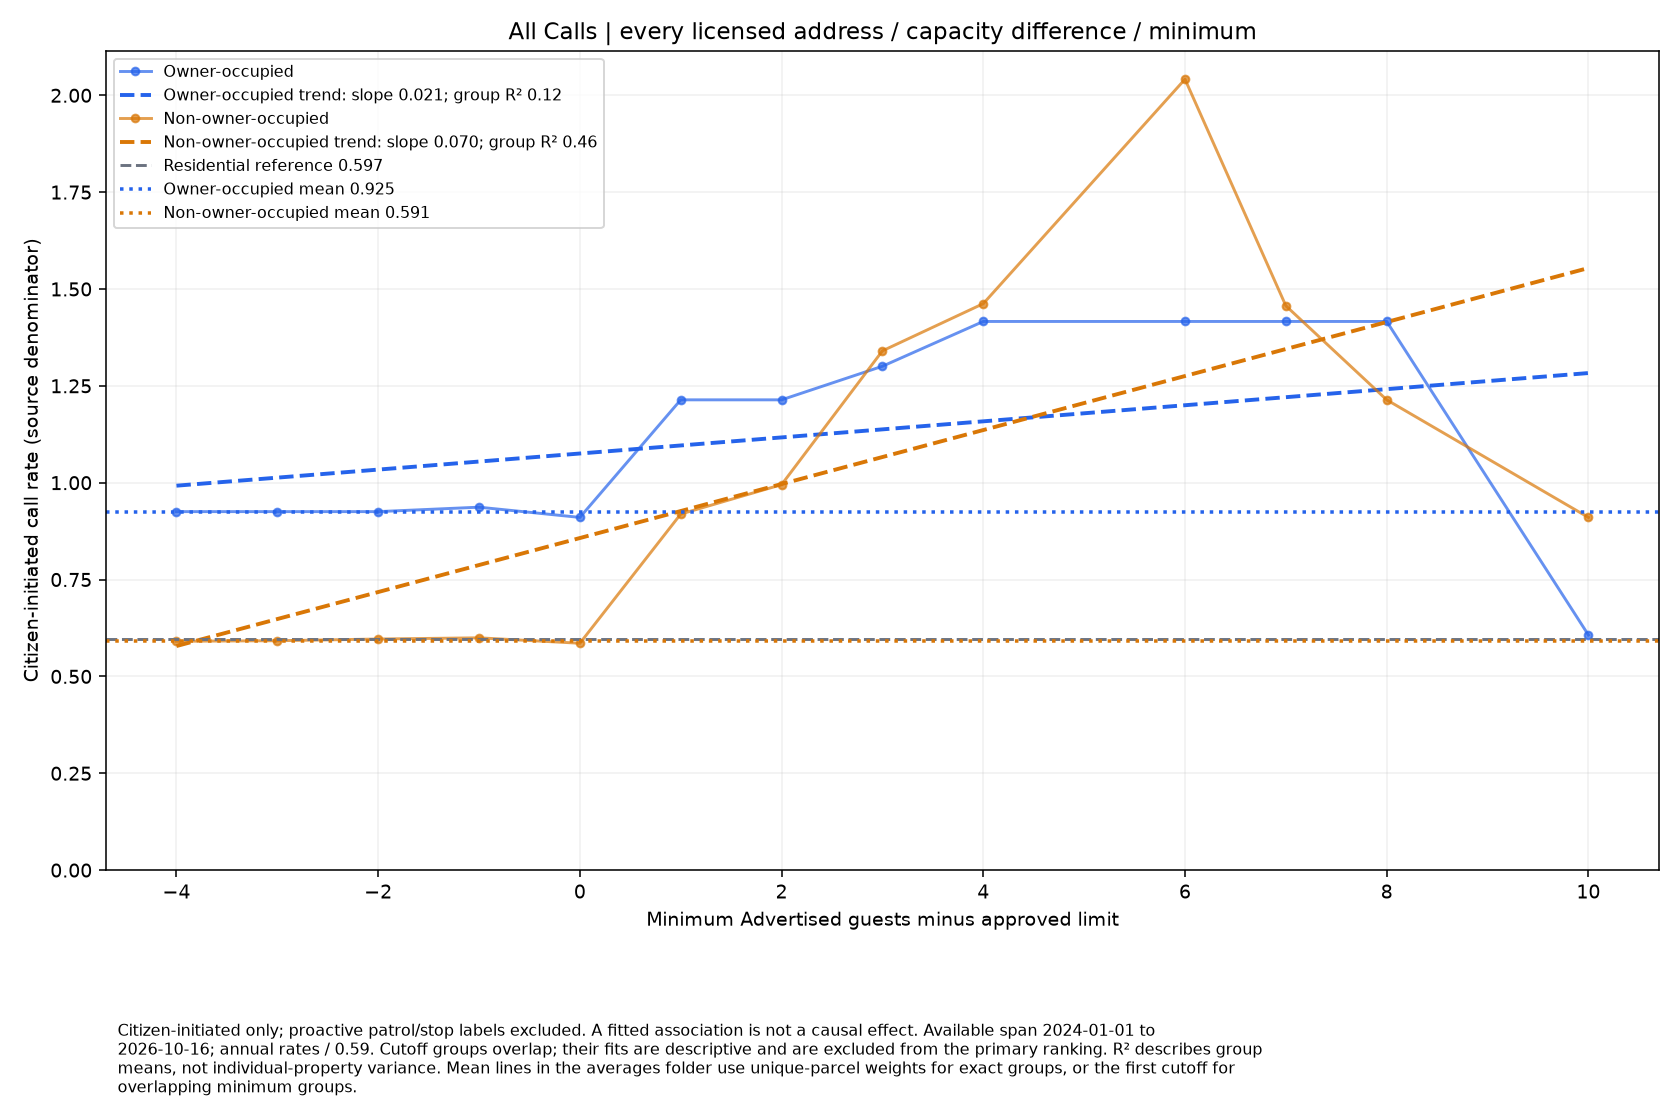 All Calls | every licensed address / capacity difference / minimum
Owner-occupied
Owner-occupied trend: slope 0.021; group R² 0.12
Non-owner-occupied
Non-owner-occupied trend: slope 0.070; group R² 0.46
Residential reference 0.597
Owner-occupied mean 0.925
Non-owner-occupied mean 0.591
Citizen-initiated call rate (source denominator)
2.00
1.75
1.50
1.25
1.00
0.75
0.50
0.25
0.00
−4 −2 0 2 4 6 8 10
Minimum Advertised guests minus approved limit
Citizen-initiated only; proactive patrol/stop labels excluded. A fitted association is not a causal effect. Available span 2024-01-01 to
2026-10-16; annual rates / 0.59. Cutoff groups overlap; their fits are descriptive and are excluded from the primary ranking. R² describes group
means, not individual-property variance. Mean lines in the averages folder use unique-parcel weights for exact groups, or the first cutoff for
overlapping minimum groups.